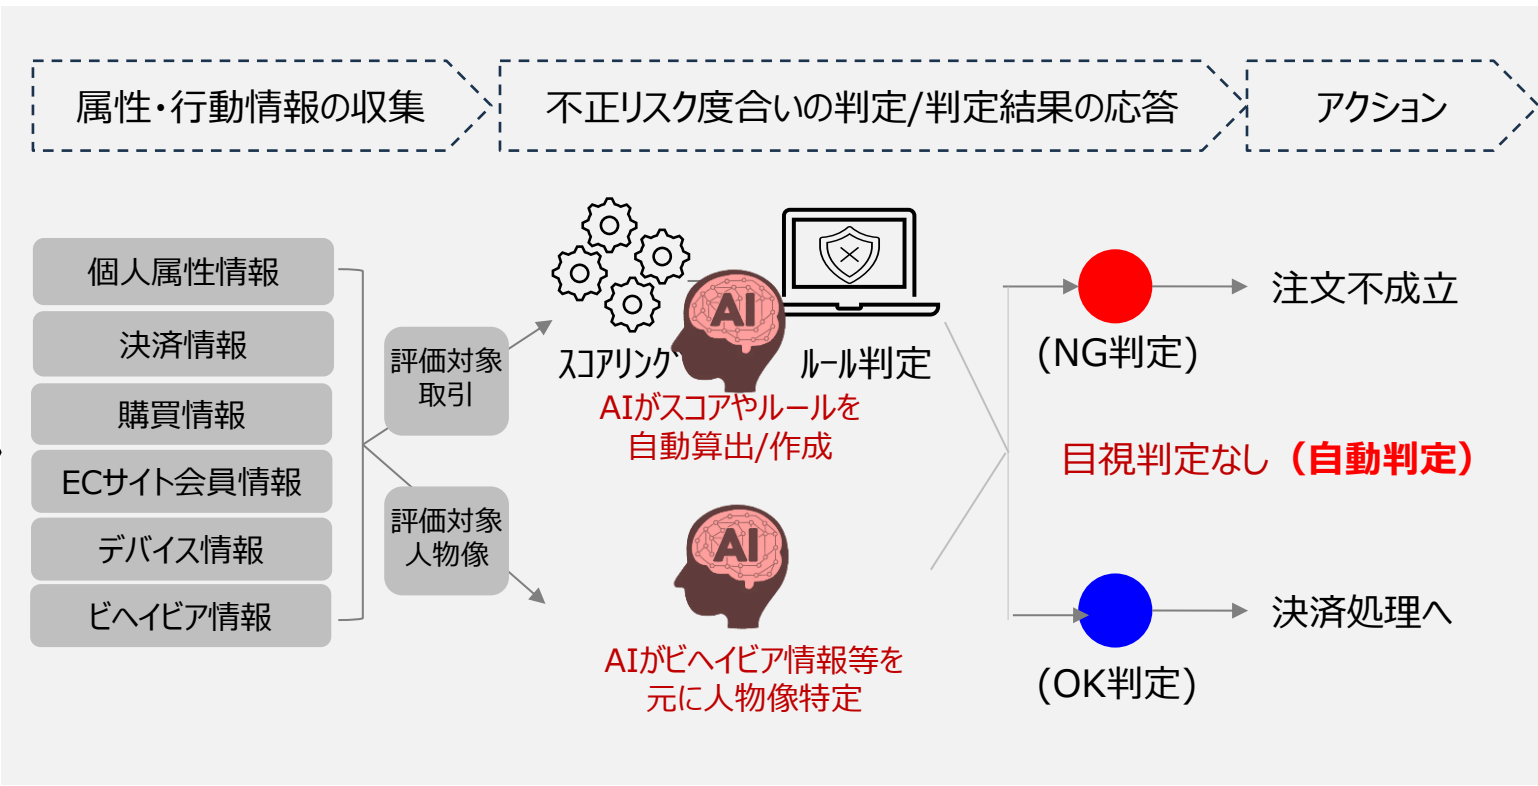 属性・行動情報の収集
不正リスク度合いの判定/判定結果の応答
アクション
個人属性情報
決済情報
購買情報
ECサイト会員情報
デバイス情報
ビヘイビア情報
評価対象
取引
評価対象
人物像
AI
スコアリング
ルール判定
AIがスコアやルールを
自動算出/作成
AI
AIがビヘイビア情報等を
元に人物像特定
(NG判定)
注文不成立
目視判定なし（自動判定）
(OK判定)
決済処理へ